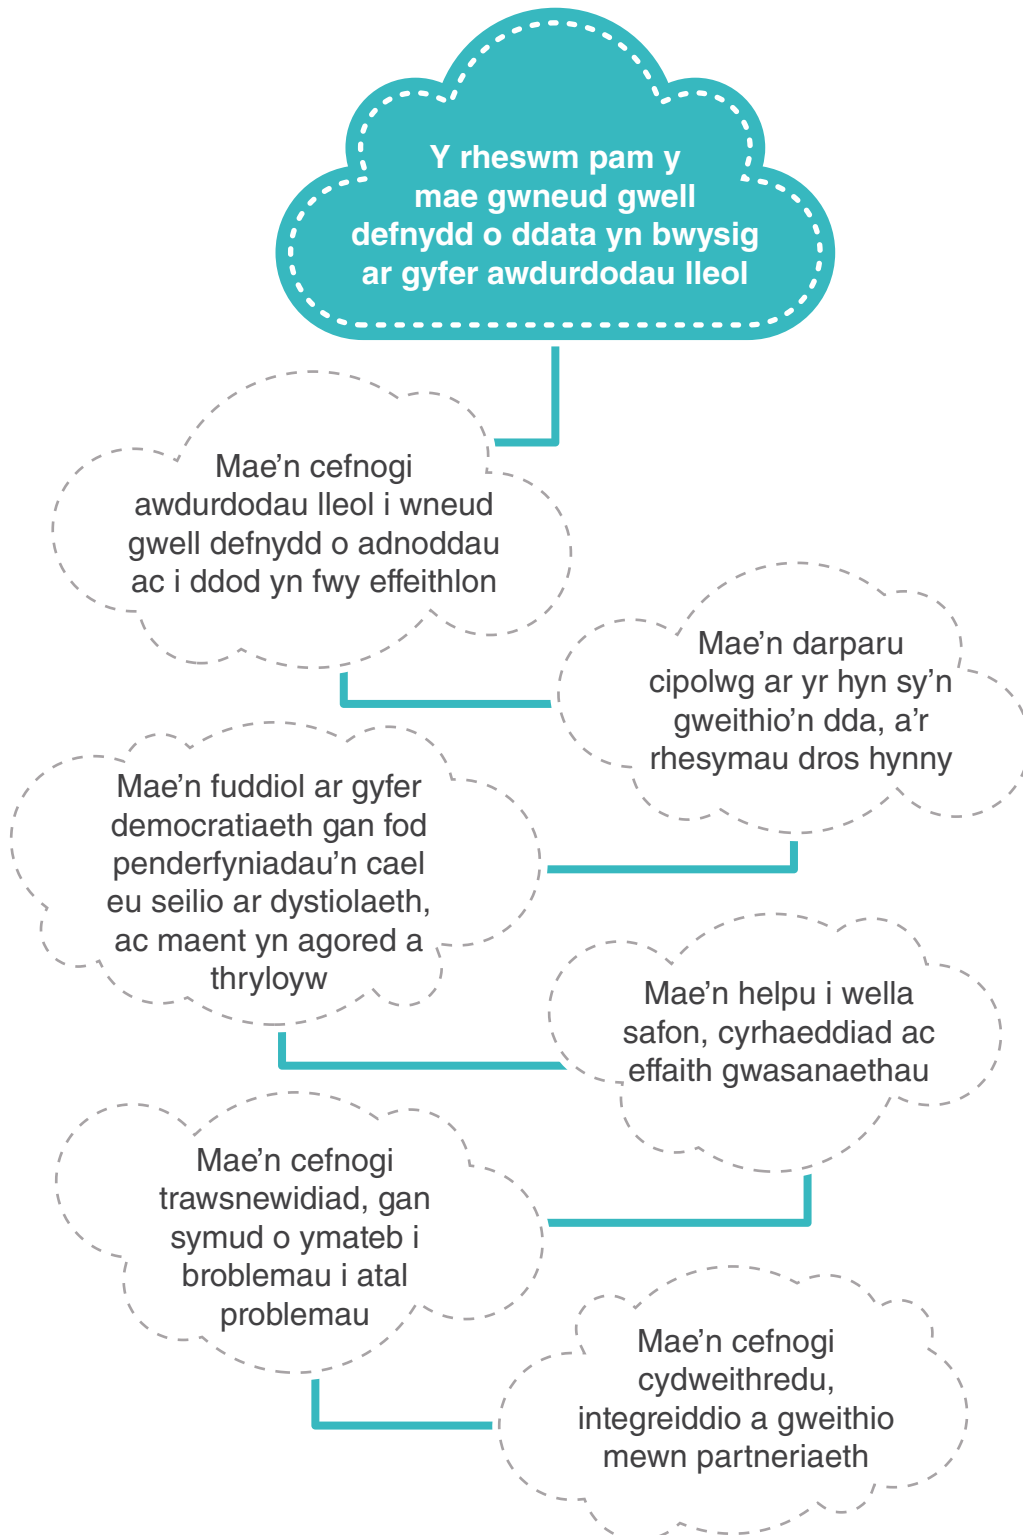 Y rheswm pam y
mae gwneud gwell
defnydd o ddata yn bwysig
ar gyfer awdurdodau lleol
Mae’n cefnogi
awdurdodau lleol i wneud
gwell defnydd o adnoddau
ac i ddod yn fwy effeithlon
Mae’n darparu
cipolwg ar yr hyn sy’n
gweithio’n dda, a’r
rhesymau dros hynny
Mae’n fuddiol ar gyfer
democratiaeth gan fod
penderfyniadau’n cael
eu seilio ar dystiolaeth,
ac maent yn agored a
thryloyw
Mae’n helpu i wella
safon, cyrhaeddiad ac
effaith gwasanaethau
Mae’n cefnogi
trawsnewidiad, gan
symud o ymateb i
broblemau i atal
problemau
Mae’n cefnogi
cydweithredu,
integreiddio a gweithio
mewn partneriaeth